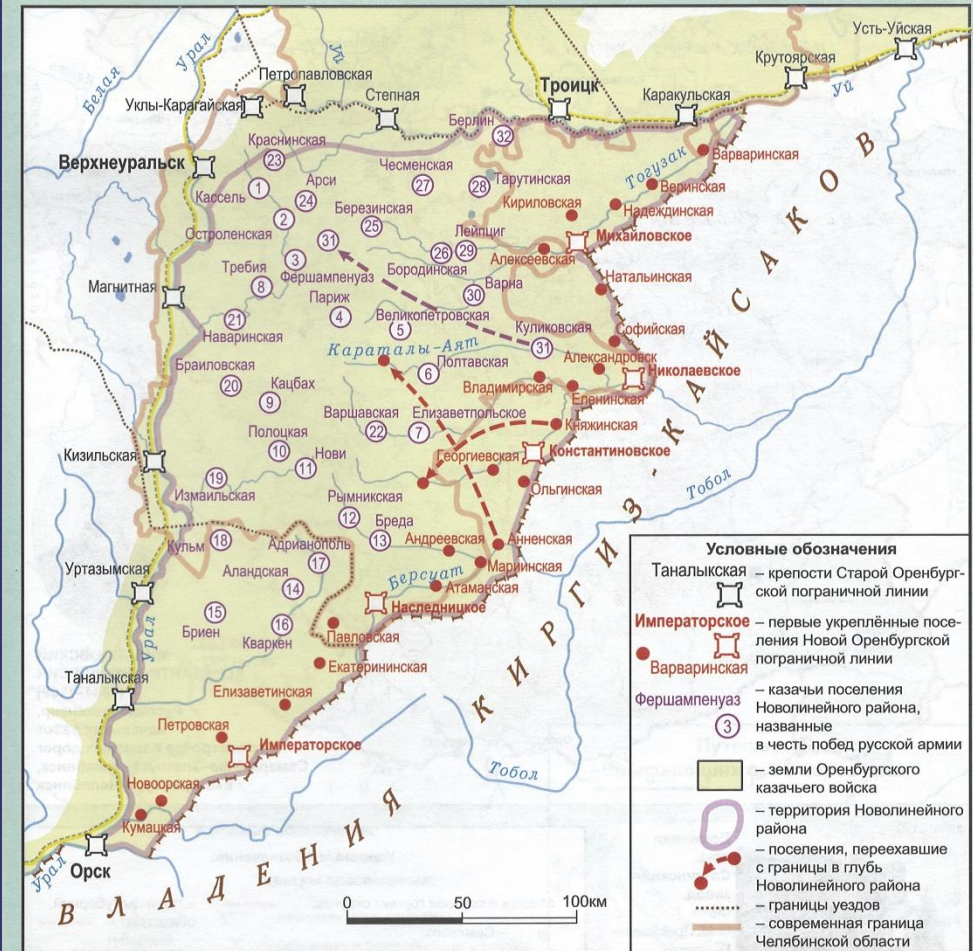 Усть-Уйская
Крутоярская
Урал
Уй
Белая
Петропавловская
Уклы-Карагайская
Степная
Троицк
Каракульская
Уй
Верхнеуральск
Краснинская
23
Берлин
32
Чесменская
27
28
Тарутинская
Тогузак
Варваринская
Веринская
Надеждинская
Кассель
1
Арси
24
2
Остроленская
Березинская
25
31
Кириловская
Михайловское
Лейпциг
26
29
Бородинская
Алексеевская
3
Фершампенуаз
Требия
8
Магнитная
Натальинская
Варна
30
Париж
4
Великопетровская
5
21
Наваринская
Куликовская
31
Софийская
Караталы-Аят
Александровск
Полтавская
6
Николаевское
Владимирская
Еленинская
Браиловская
20
Кацбах
9
Варшавская
22
Елизаветпольское
7
Княжинская
Полоцкая
10
Нови
11
Кизильская
Георгиевская
Константиновское
Ольгинская
19
Измаильская
Рымникская
12
Бреда
13
Тобол
Кульм
18
Адрианополь
17
Андреевская
Анненская
Мариинская
Уртазымская
Аландская
14
Берсуат
Атаманская
Наследницкое
15
Бриен
16
Кваркен
Урал
Павловская
Екатерининская
Таналыкская
Елизаветинская
Петровская
Императорское
Тобол
Новоорская
Кумацкая
Орск
Урал
ВЛАДЕНИЯ
КИРГИЗ-КАЙСАКОВ
0
50
100км
Условные обозначения
Таналыкская
– крепости Старой Оренбург-
ской пограничной линии
Императорское
– первые укреплённые посе-
ления Новой Оренбургской
пограничной линии
Варваринская
Фершампенуаз
3
– казачьи поселения
Новолинейного района,
названные
в честь побед русской армии
– земли Оренбургского
казачьего войска
– территория Новолинейного
района
– поселения, переехавшие
с границы в глубь
Новолинейного района
– границы уездов
– современная граница
Челябинской области